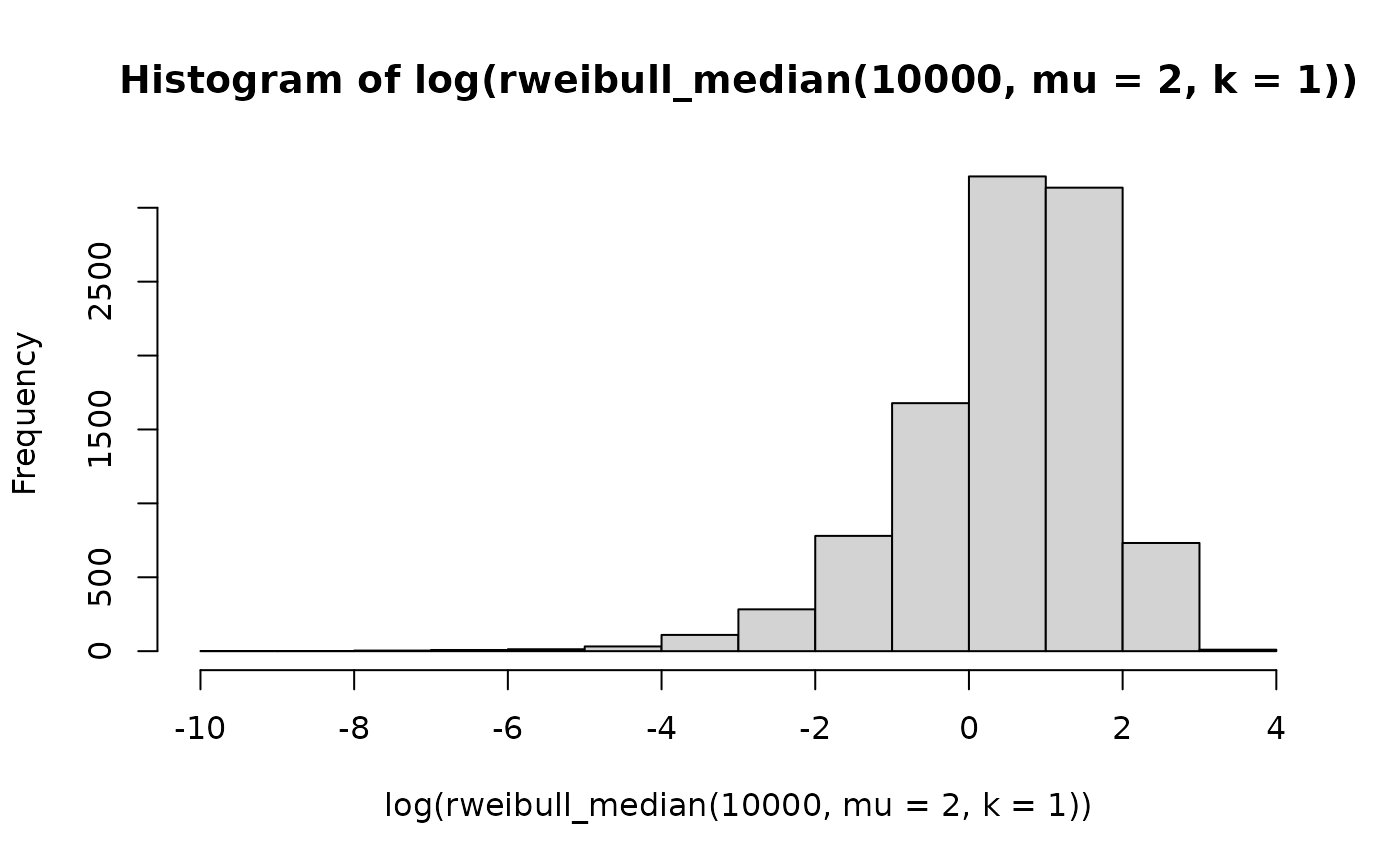 Histogram of log(rweibull_median(10000, mu = 2, k = 1))
Frequency
2500
1500
500
0
-10 -8 -6 -4 -2 0 2 4
log(rweibull_median(10000, mu = 2, k = 1))